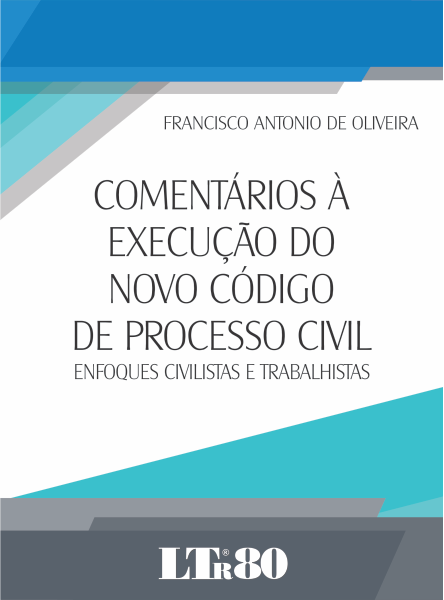 FRANCISCO ANTONIO DE OLIVEIRA
COMENTÁRIOS À
EXECUÇÃO DO
NOVO CÓDIGO
DE PROCESSO CIVIL
ENFOQUES CIVILISTAS E TRABALHISTAS
LTR®80